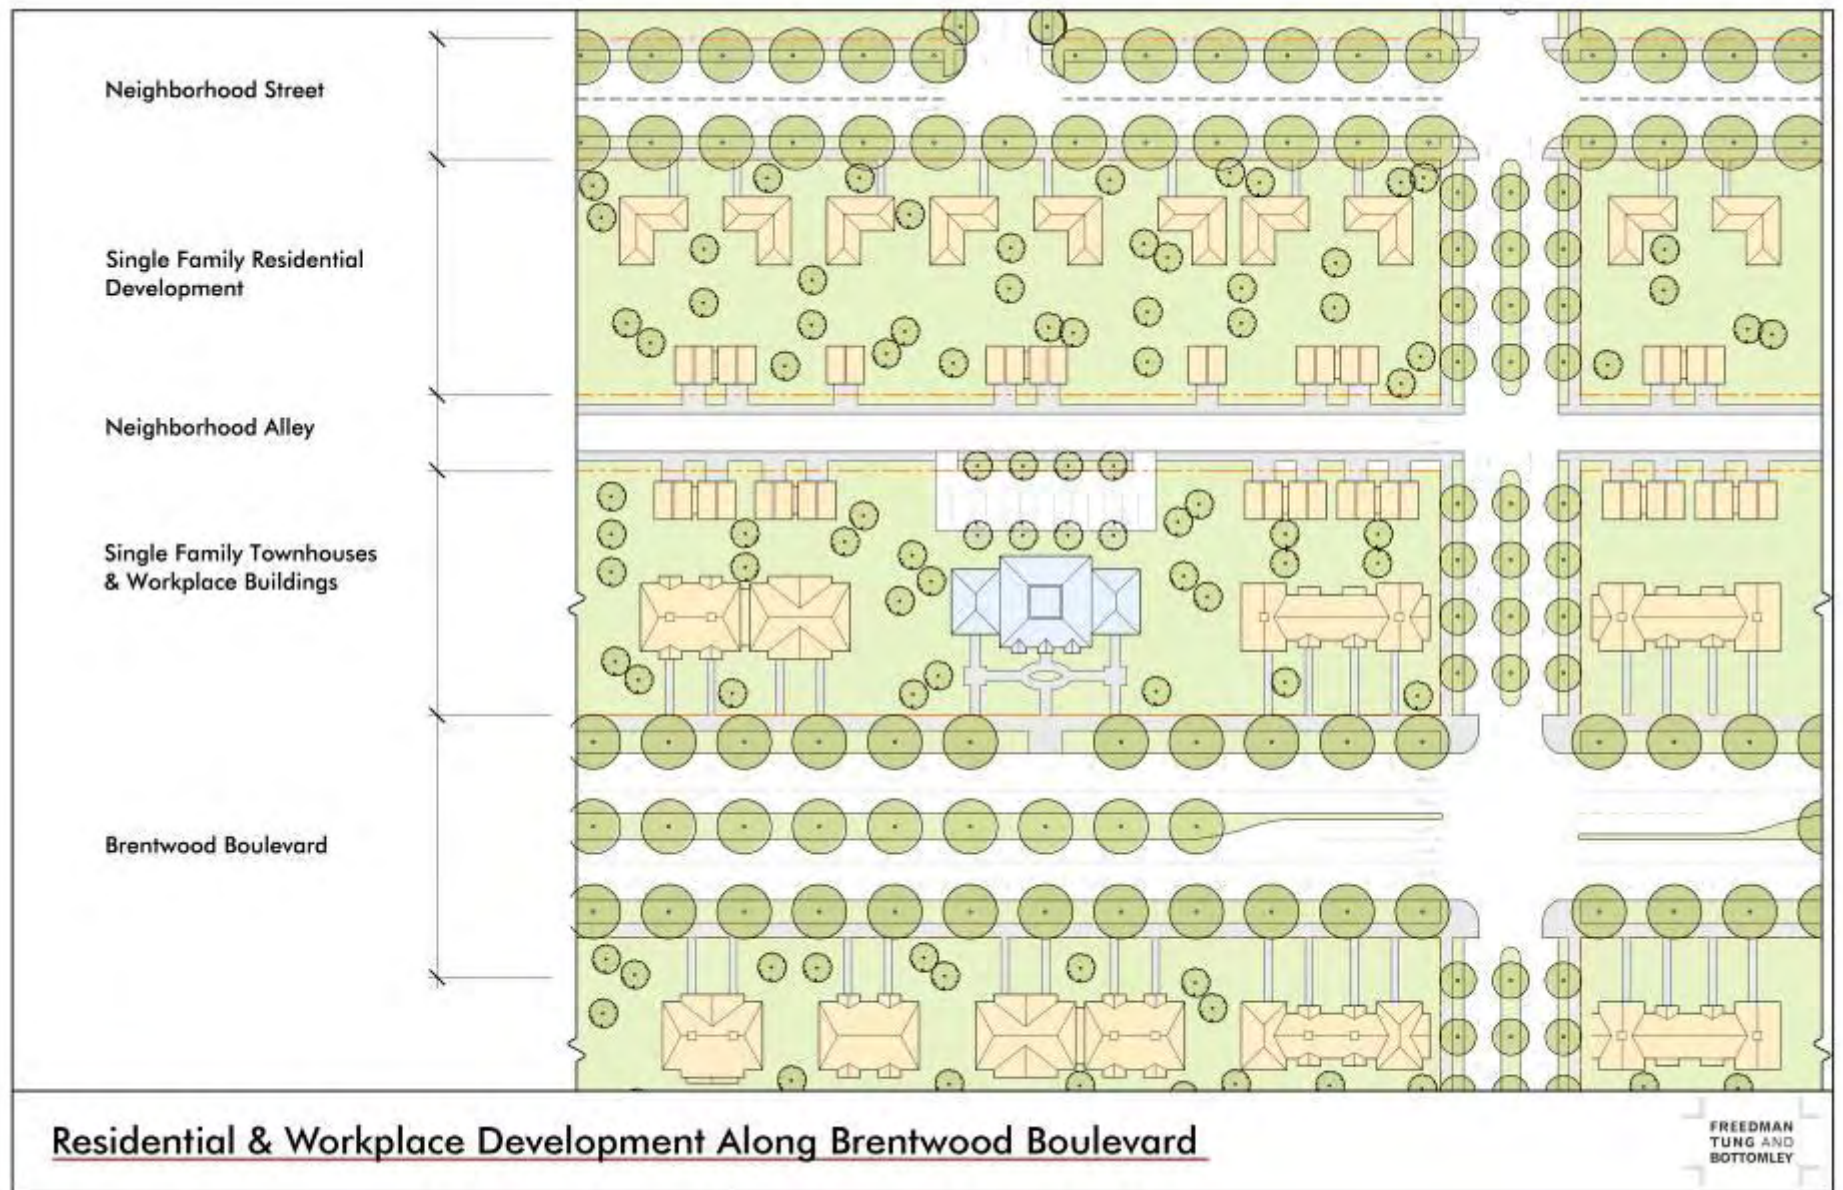 Neighborhood Street
Single Family Residential
Development
Neighborhood Alley
Single Family Townhouses
& Workplace Buildings
Brentwood Boulevard
Residential & Workplace Development Along Brentwood Boulevard
FREEDMAN
TUNG AND
BOTTOMLEY